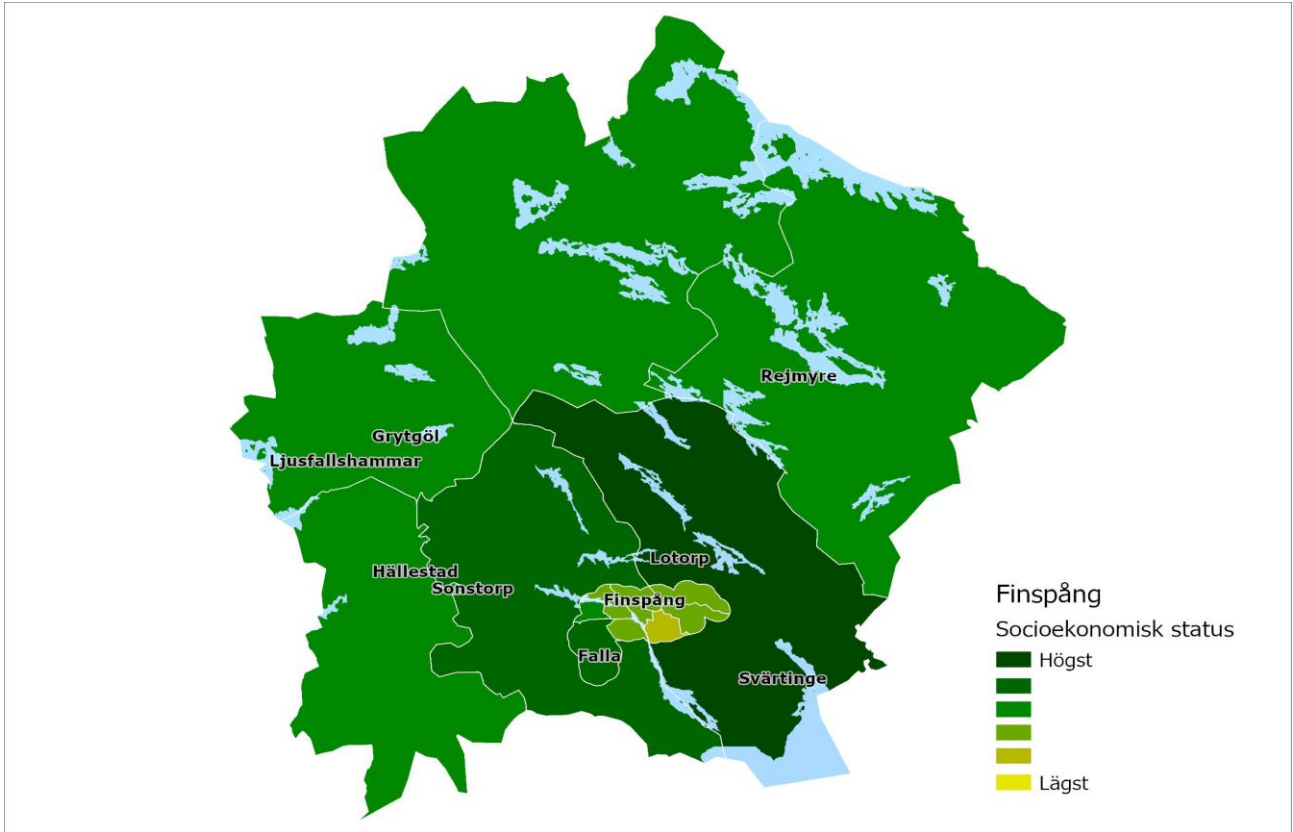 Rejmyre
Grytgöl
Ljusfallshammar
Lotorp
Hällestad
Sonstorp
Finspång
Falla
Svärtinge
Finspång
Socioekonomisk status
Högst
Lägst